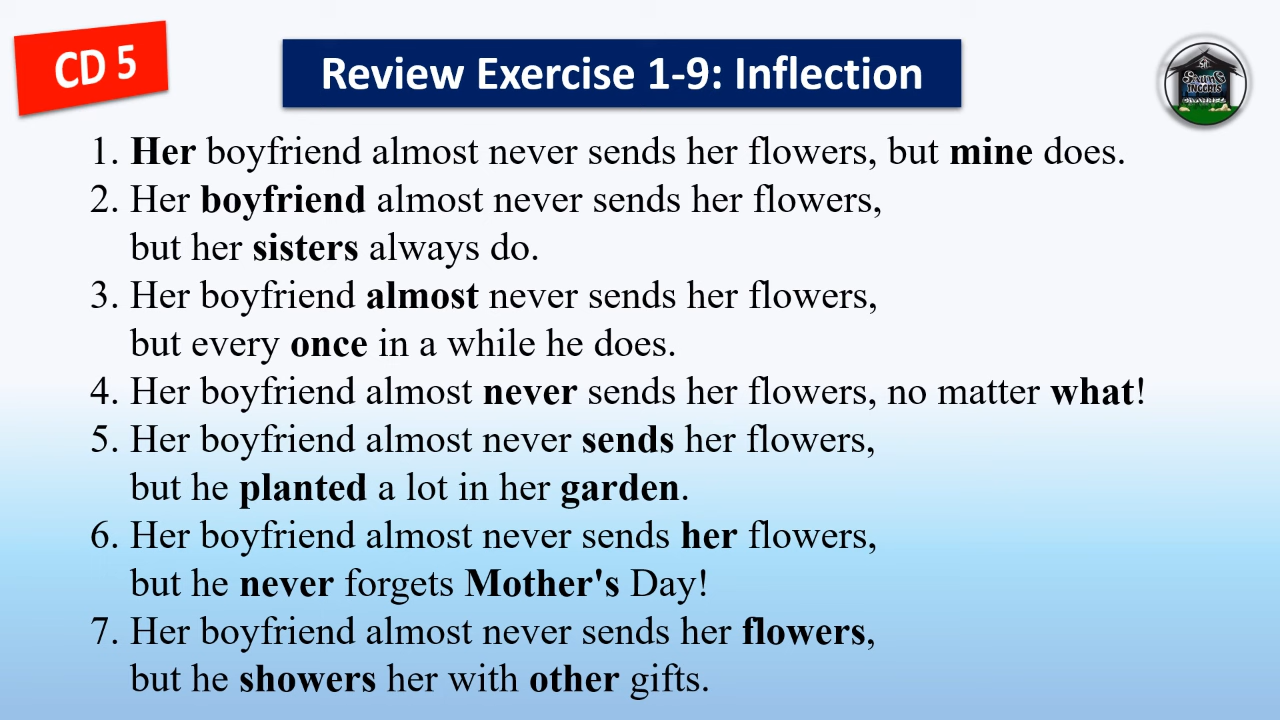 CD 5
Review Exercise 1-9: Inflection
1. Her boyfriend almost never sends her flowers, but mine does.
2. Her boyfriend almost never sends her flowers,
but her sisters always do.
3. Her boyfriend almost never sends her flowers,
but every once in a while he does.
4. Her boyfriend almost never sends her flowers, no matter what!
5. Her boyfriend almost never sends her flowers,
but he planted a lot in her garden.
6. Her boyfriend almost never sends her flowers,
but he never forgets Mother's Day!
7. Her boyfriend almost never sends her flowers,
but he showers her with other gifts.